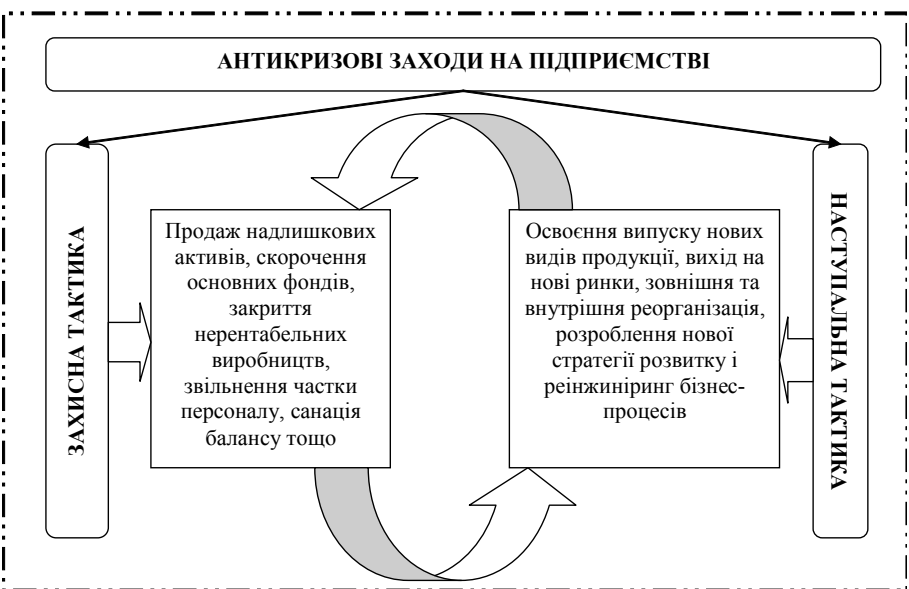 АНТИКРИЗОВІ ЗАХОДИ НА ПІДПРИЄМСТВІ
ЗАХИСНА ТАКТИКА
Продаж надлишкових
активів, скорочення
основних фондів,
закриття
нерентабельних
виробництв,
звільнення частки
персоналу, санація
балансу тощо
Освоєння випуску нових
видів продукції, вихід на
нові ринки, зовнішня та
внутрішня реорганізація,
розроблення нової
стратегії розвитку і
реінжиніринг бізнес-
процесів
НАСТУПАЛЬНА ТАКТИКА